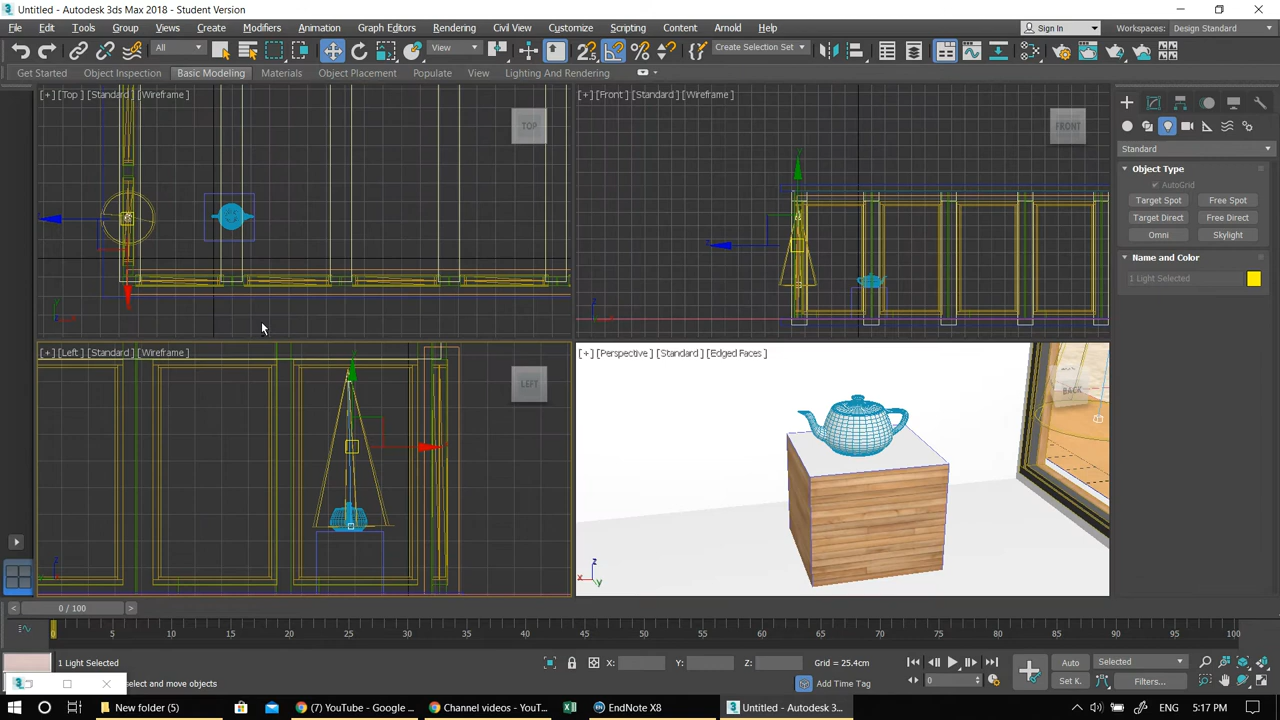 Untitled - Autodesk 3ds Max 2018 - Student Version
File Edit Tools Group Views Create Modifiers Animation Graph Editors Rendering Civil View Customize Scripting Content Arnold Help Sign In Workspaces: Design Standard
All View Create Selection Set
Get Started Object Inspection Basic Modeling Materials Object Placement Populate View Lighting And Rendering
[+] [Top] [Standard] [Wireframe] [+] [Front] [Standard] [Wireframe]
TOP FRONT
Standard
Object Type
AutoGrid
Target Spot Free Spot
Target Direct Free Direct
Omni Skylight
Name and Color
1 Light Selected
[+] [Left] [Standard] [Wireframe] [+] [Perspective] [Standard] [Edged Faces]
LEFT BACK
0 / 100
0 5 10 15 20 25 30 35 40 45 50 55 60 65 70 75 80 85 90 95 100
1 Light Selected X: Y: Z: Grid = 25.4cm Auto Selected
select and move objects Add Time Tag 0 Set K. Filters...
New folder (5) (7) YouTube - Google ... Channel videos - YouT... EndNote X8 Untitled - Autodesk 3... ENG 5:17 PM